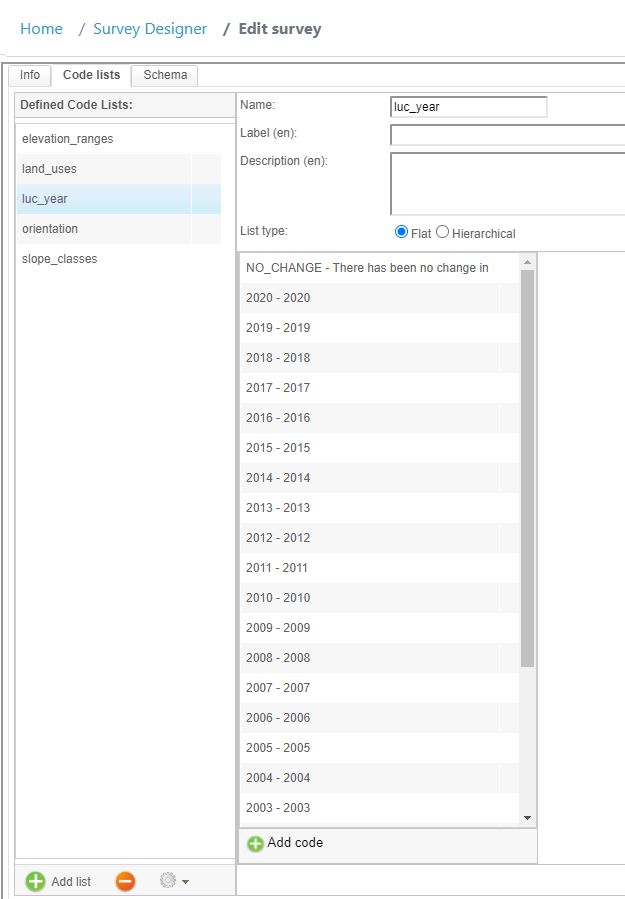 Home / Survey Designer / Edit survey
Info Code lists Schema
Defined Code Lists:
elevation_ranges
land_uses
luc_year
orientation
slope_classes
Name: luc_year
Label (en):
Description (en):
List type: Flat Hierarchical
NO_CHANGE - There has been no change in
2020 - 2020
2019 - 2019
2018 - 2018
2017 - 2017
2016 - 2016
2015 - 2015
2014 - 2014
2013 - 2013
2012 - 2012
2011 - 2011
2010 - 2010
2009 - 2009
2008 - 2008
2007 - 2007
2006 - 2006
2005 - 2005
2004 - 2004
2003 - 2003
Add code
Add list